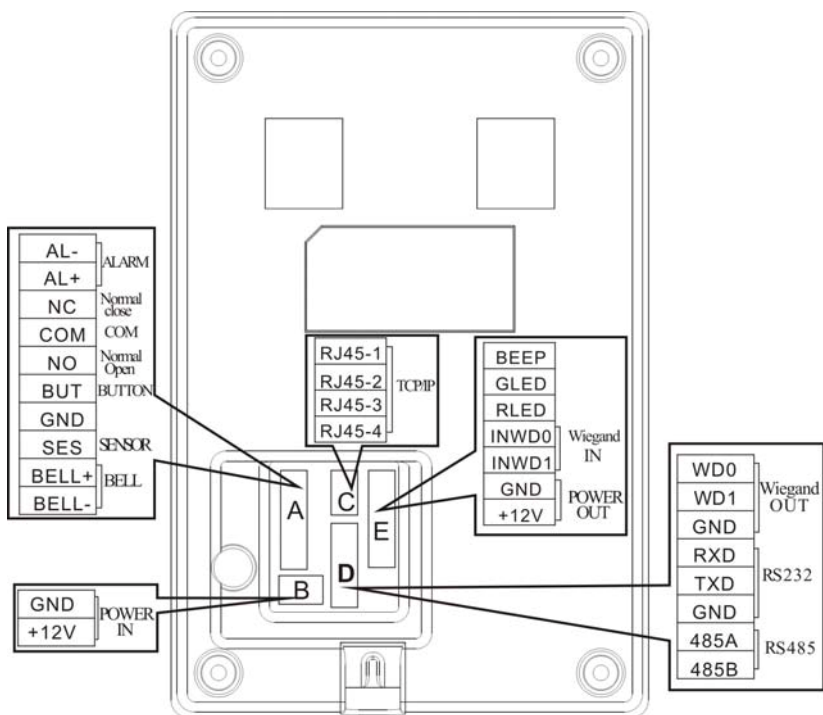 AL-
AL+
ALARM
NC Normal close
COM COM
NO Normal Open
BUT BUTTON
GND
SES SENSOR
BELL+
BELL-
BELL
RJ45-1
RJ45-2
RJ45-3
RJ45-4
TCP/IP
BEEP
GLED
RLED
INWD0
INWD1
Wiegand
IN
GND
+12V
POWER
OUT
WD0
WD1
GND
Wiegand
OUT
RXD
TXD
GND
RS232
485A
485B
RS485
A
C
E
B
D
GND
+12V
POWER
IN